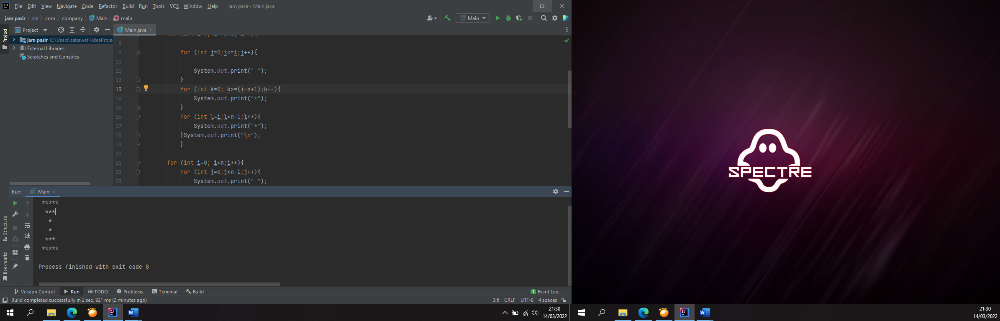 File Edit View Navigate Code Refactor Build Run Tools VCS Window Help jam pasir - Main.java
jam pasir src com company Main main
Main
Project
Main.java
Project
jam pasir C:\Users\setiawati\IdeaProje
External Libraries
Scratches and Consoles
8
9 for (int j=0;j<=i;j++){
10
11 System.out.print(" ");
12 }
13 for (int k=0; k>=(i-n+1);k--){
14 System.out.print("*");
15 }
16 for (int l=i;l<n-1;l++){
17 System.out.print("*");
18 }System.out.print("\n");
19 }
20
21 for (int i=0; i<n;i++){
22 for (int j=0;j<n-i;j++){
23 System.out.print(" ");
Run: Main
*****
***
*
*
***
*****
Process finished with exit code 0
Structure
Bookmarks
Version Control Run TODO Problems Terminal Build
1 Event Log
Build completed successfully in 2 sec, 921 ms (2 minutes ago)
3:6 CRLF UTF-8 4 spaces
21:30
14/03/2022
SPECTRE
21:30
14/03/2022